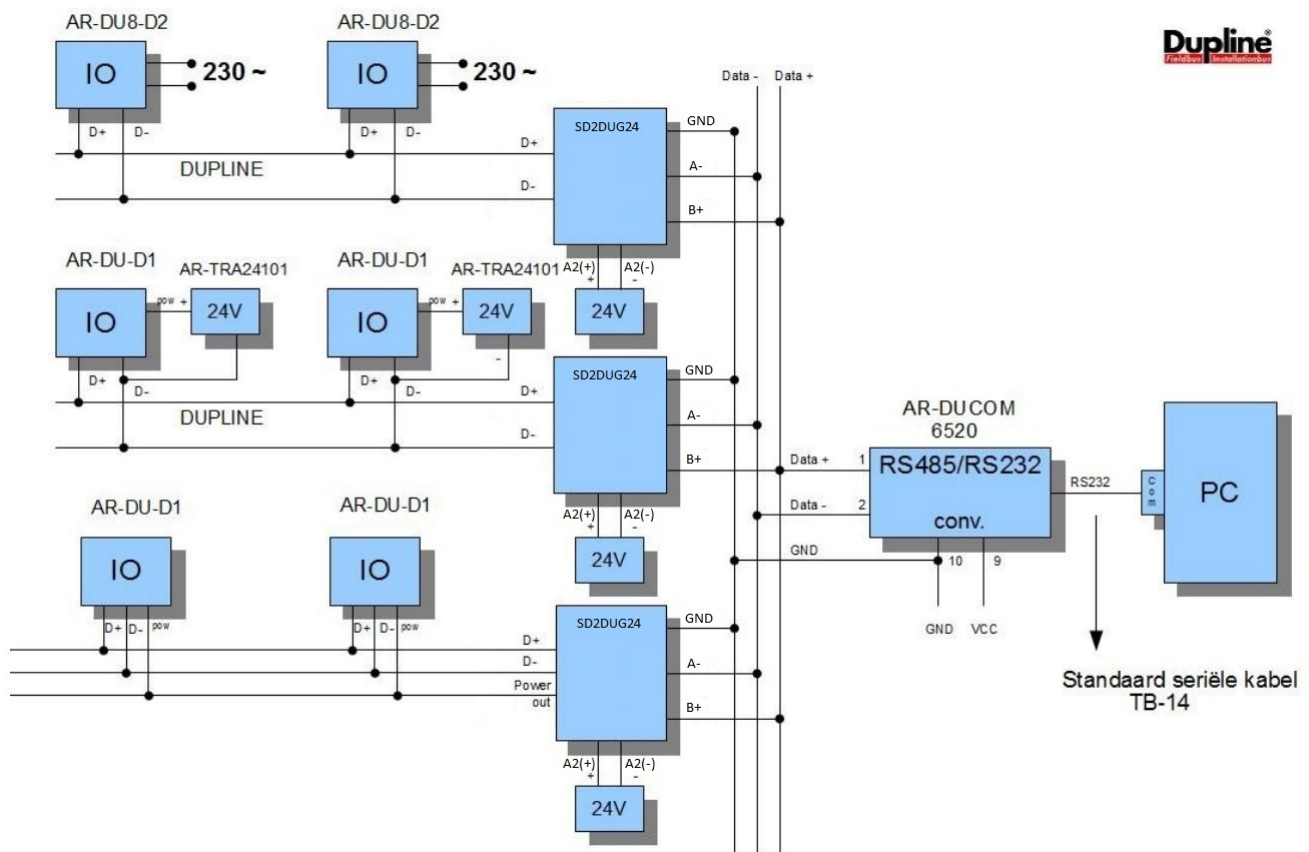 AR-DU8-D2
AR-DU8-D2
Dupline®
Fieldbus Installationbus
IO
230 ~
IO
230 ~
Data -
Data +
D+
D-
D+
D-
DUPLINE
D+
D-
SD2DUG24
GND
A-
B+
A2(+)
A2(-)
+
-
24V
AR-DU-D1
AR-TRA24101
AR-DU-D1
AR-TRA24101
IO
pow +
24V
IO
pow +
24V
-
D+
D-
D+
D-
DUPLINE
D+
D-
SD2DUG24
GND
A-
B+
A2(+)
A2(-)
+
-
24V
AR-DUCOM
6520
RS485/RS232
conv.
Data +
1
Data -
2
GND
10
9
GND
VCC
RS232
Com
PC
Standaard seriële kabel
TB-14
AR-DU-D1
AR-DU-D1
IO
IO
D+
D-
pow
D+
D-
pow
D+
D-
Power
out
SD2DUG24
GND
A-
B+
A2(+)
A2(-)
+
-
24V